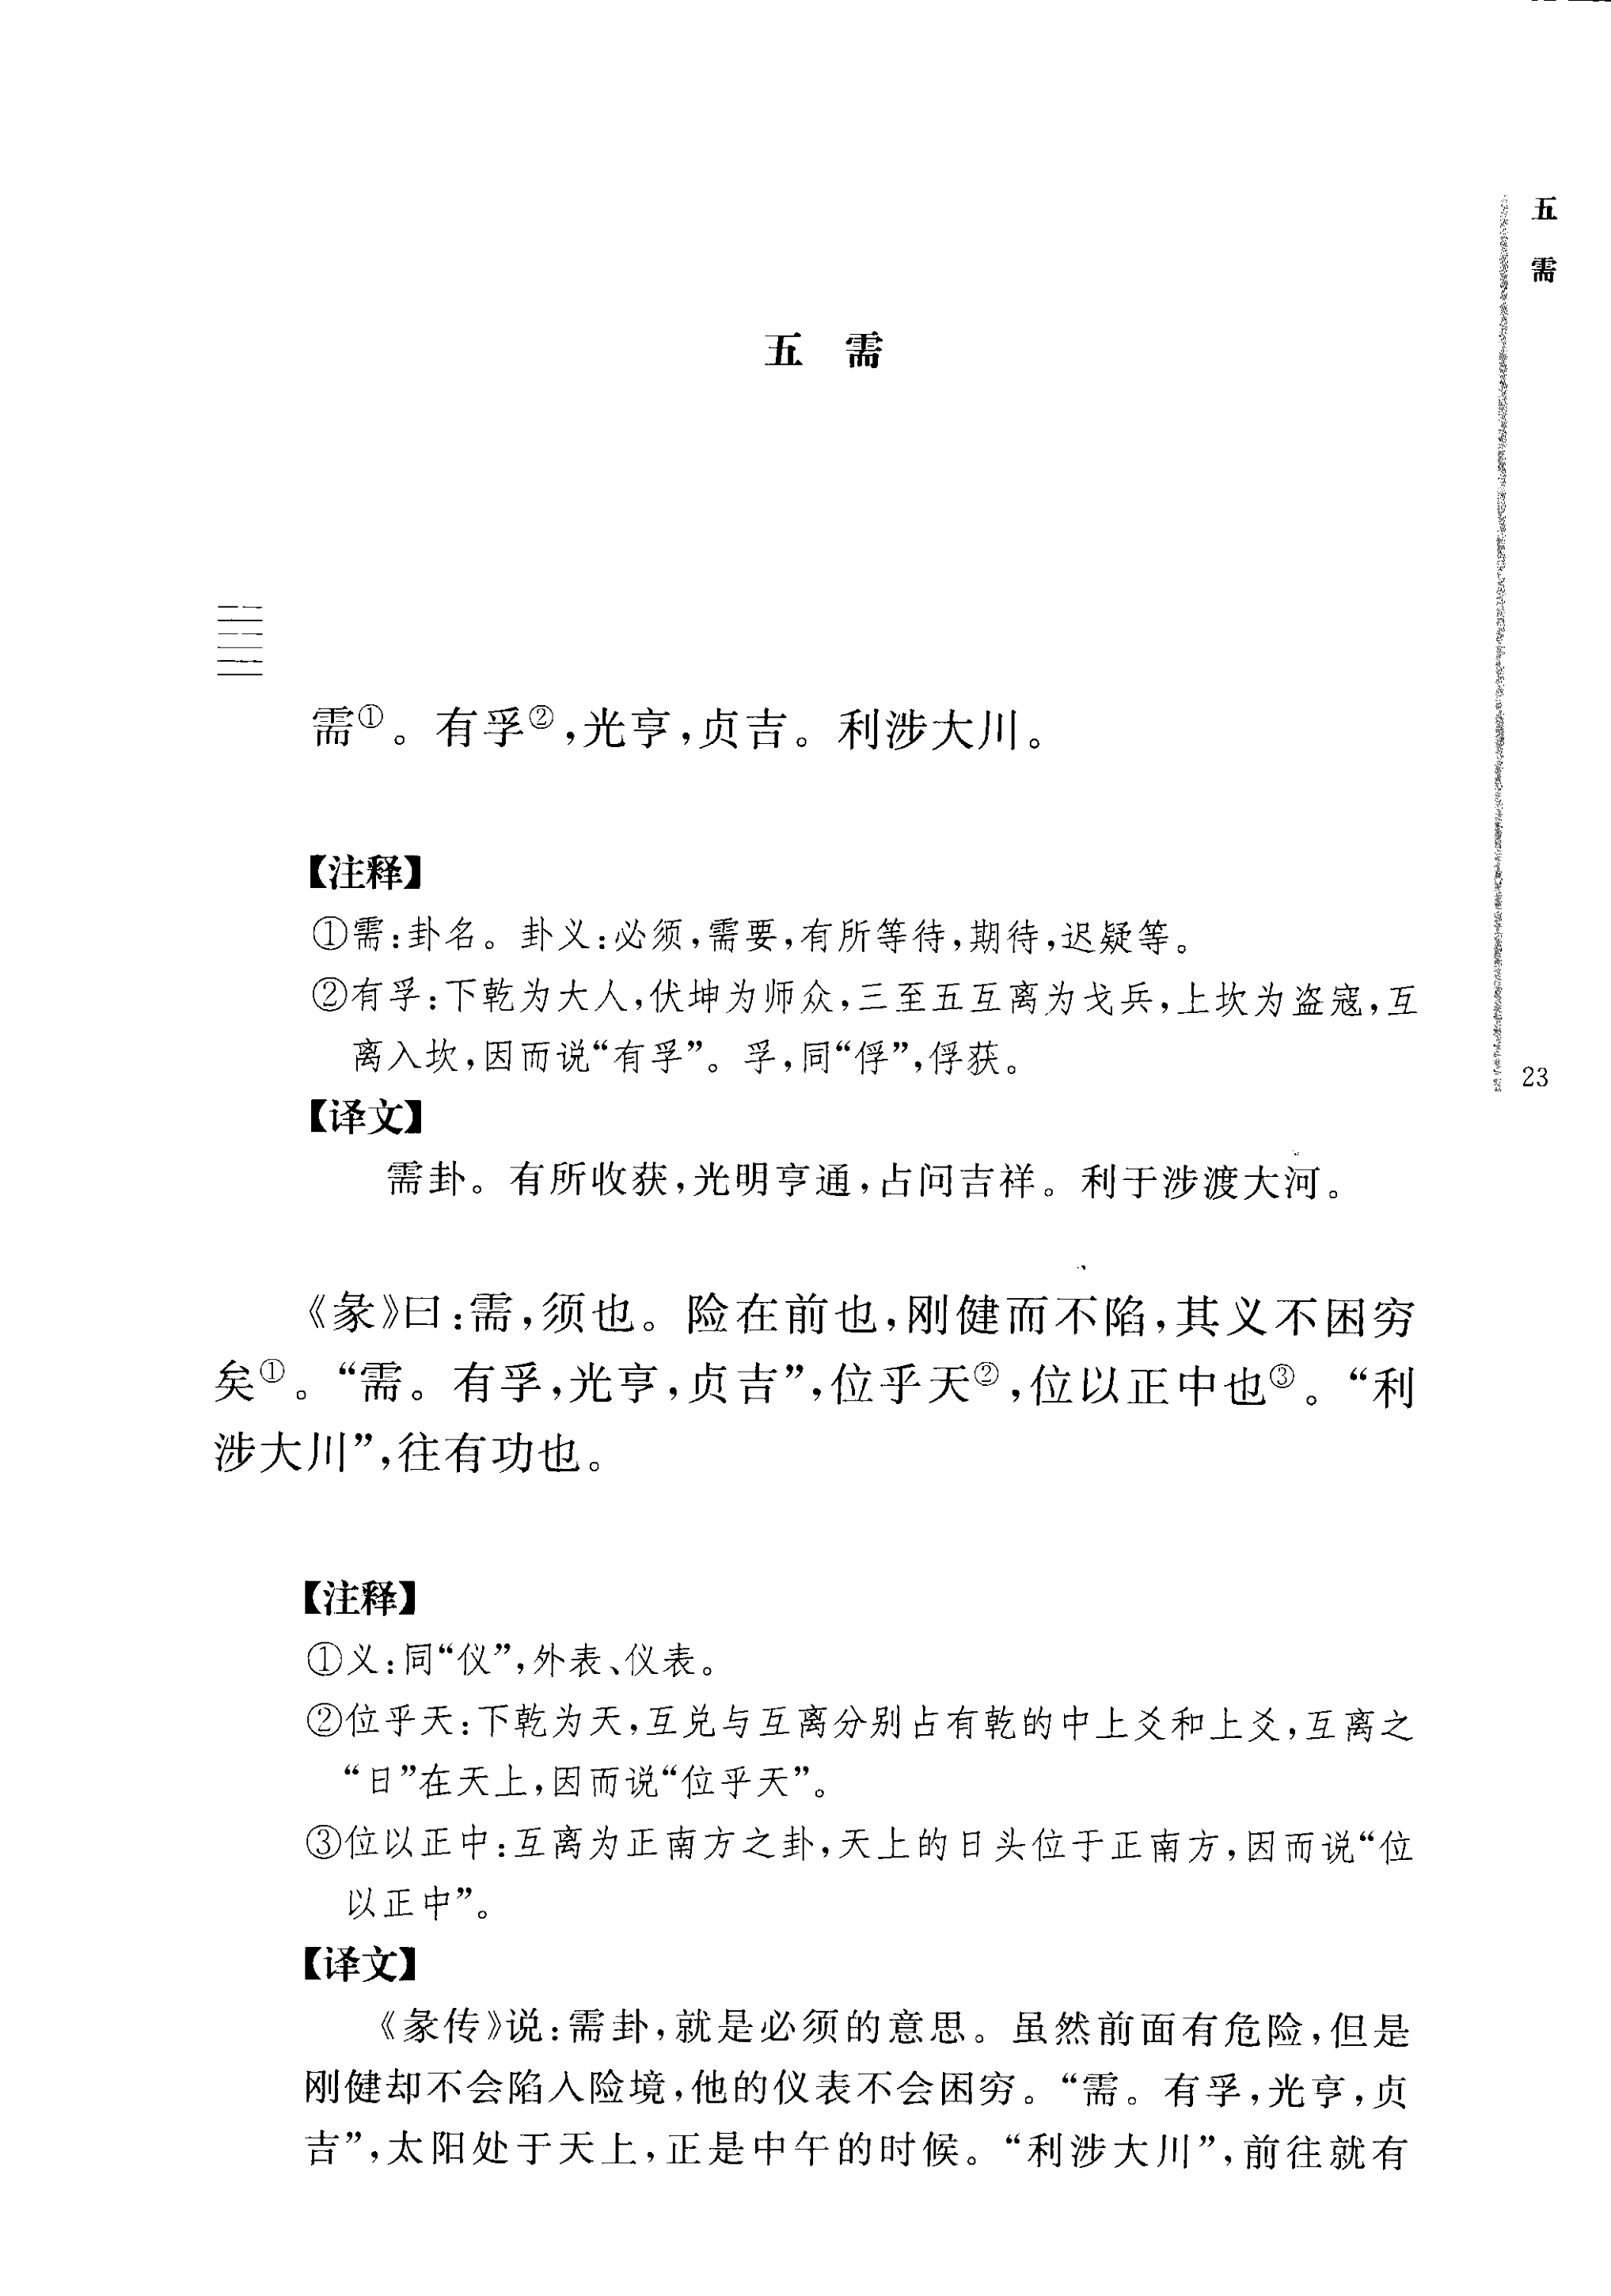 五 需
五 需
需①。有孚②,光亨,贞吉。利涉大川。
【注释】
①需:卦名。卦义:必须,需要,有所等待,期待,迟疑等。
②有孚:下乾为大人,伏坤为师众,三至五互离为戈兵,上坎为盗寇,互
离入坎,因而说“有孚”。孚,同“俘”,俘获。
【译文】
需卦。有所收获,光明亨通,占问吉祥。利于涉渡大河。
23
《彖》曰:需,须也。险在前也,刚健而不陷,其义不困穷
矣①。“需。有孚,光亨,贞吉”,位乎天②,位以正中也③。“利
涉大川”,往有功也。
【注释】
①义:同“仪”,外表、仪表。
②位乎天:下乾为天,互兑与互离分别占有乾的中上爻和上爻,互离之
“日”在天上,因而说“位乎天”。
③位以正中:互离为正南方之卦,天上的日头位于正南方,因而说“位
以正中”。
【译文】
《彖传》说:需卦,就是必须的意思。虽然前面有危险,但是
刚健却不会陷入险境,他的仪表不会困穷。“需。有孚,光亨,贞
吉”,太阳处于天上,正是中午的时候。“利涉大川”,前往就有